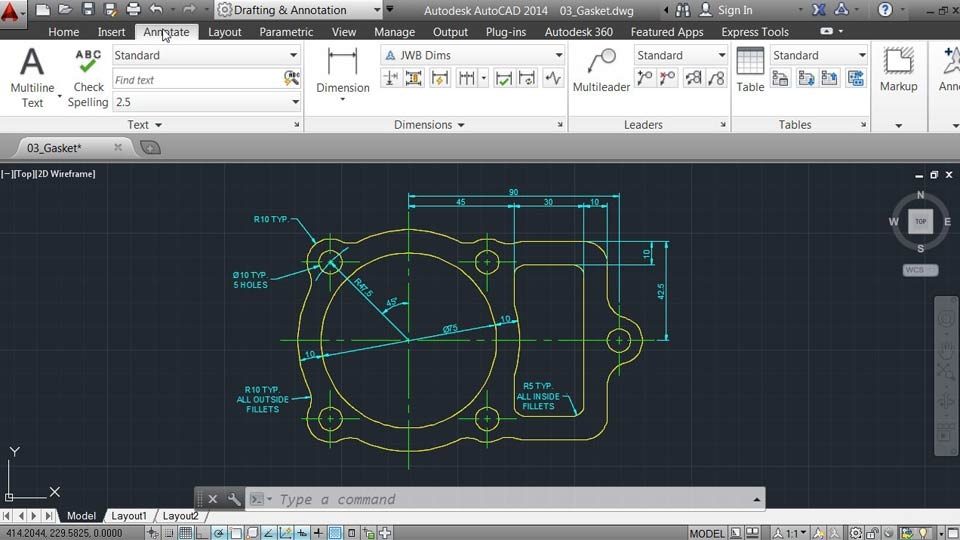 Drafting & Annotation
Autodesk AutoCAD 2014 03_Gasket.dwg
Sign In
Home Insert Annotate Layout Parametric View Manage Output Plug-ins Autodesk 360 Featured Apps Express Tools
A
ABC
Multiline Text
Check Spelling
Standard
Find text
2.5
Text
Dimension
JWB Dims
Dimensions
Multileader
Standard
Leaders
Table
Standard
Tables
Markup
03_Gasket*
[−][Top][2D Wireframe]
N
W TOP E
S
WCS
90
45 30 10
R10 TYP.
Ø10 TYP.
5 HOLES
R47.5
45°
10
42.5
10
Ø75
10
R10 TYP.
ALL OUTSIDE
FILLETS
R5 TYP.
ALL INSIDE
FILLETS
Y
X
Type a command
Model Layout1 Layout2
414.2044, 229.5825, 0.0000
MODEL
1:1